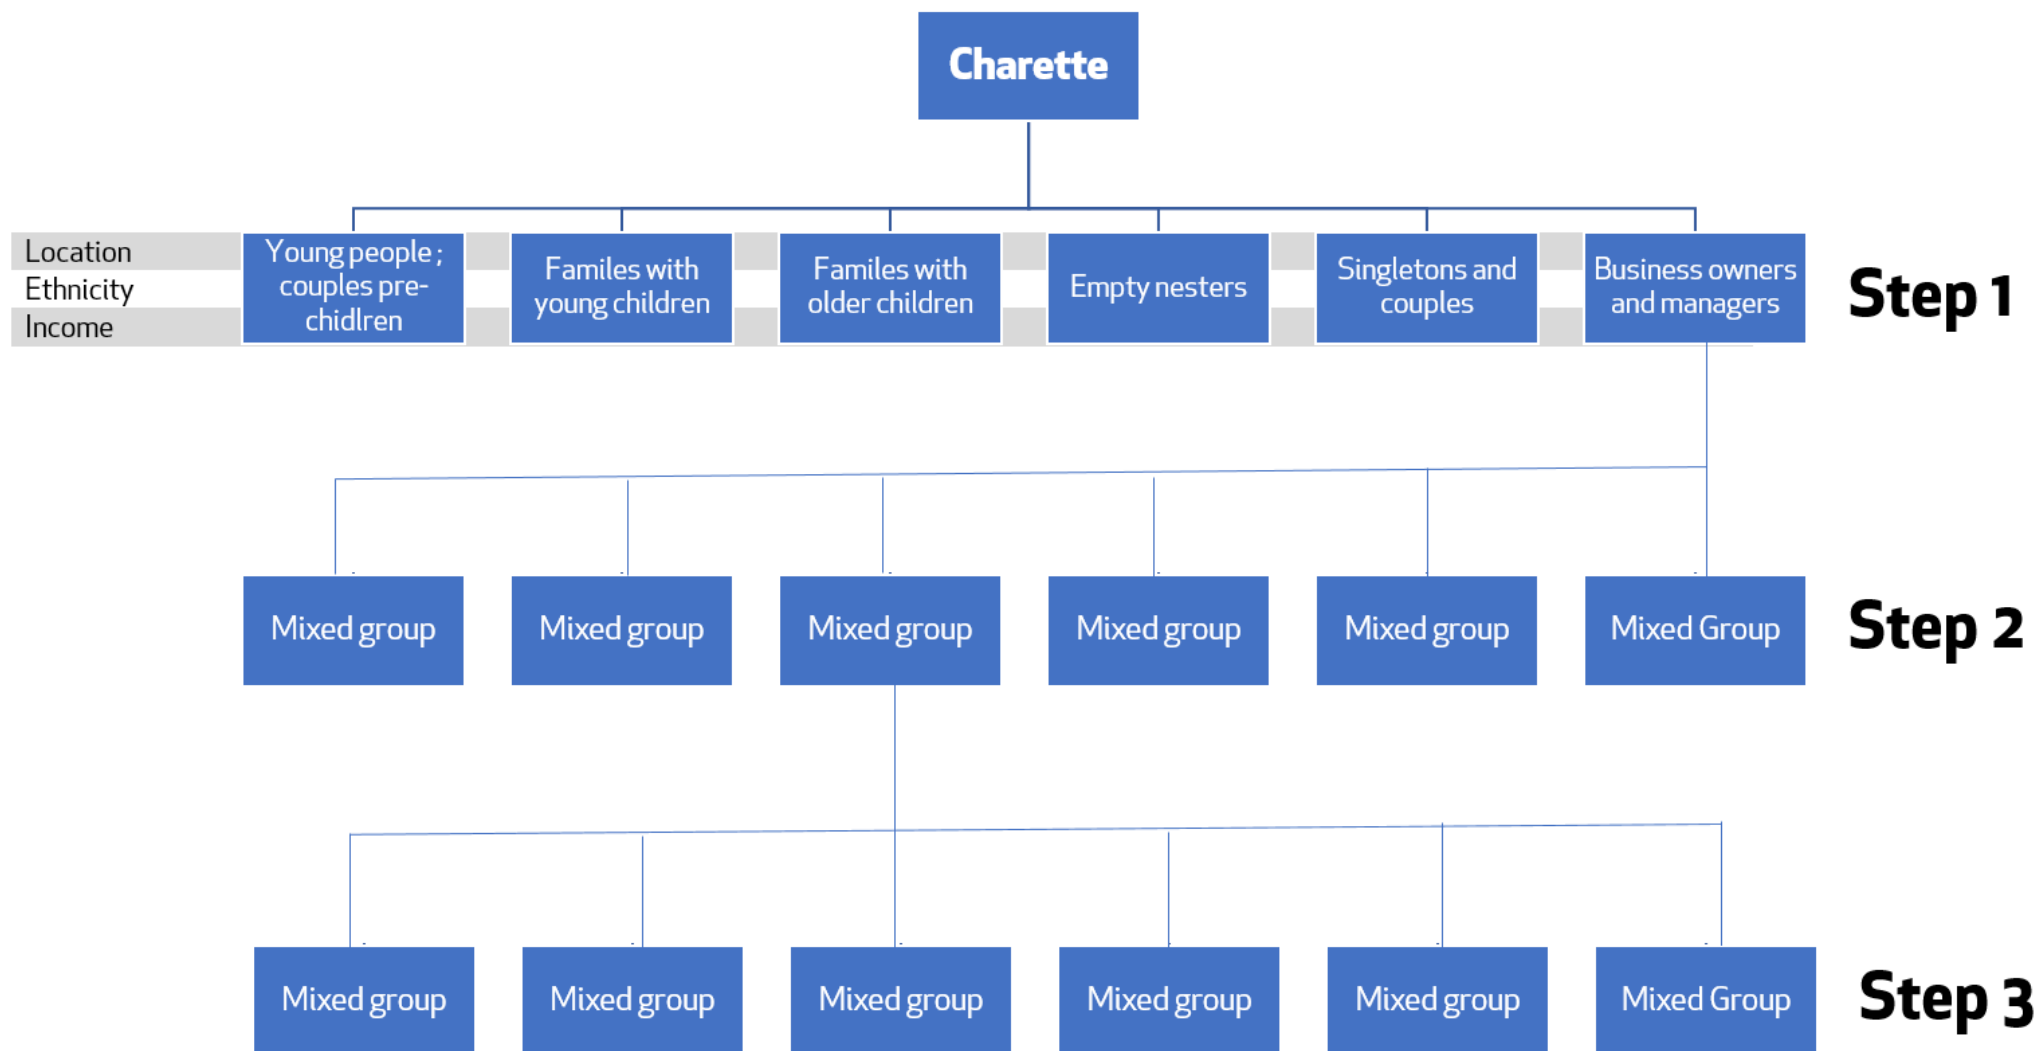 Charette
Location
Ethnicity
Income
Young people ;
couples pre-
chidlren
Familes with
young children
Familes with
older children
Empty nesters
Singletons and
couples
Business owners
and managers
Step 1
Mixed group
Mixed group
Mixed group
Mixed group
Mixed group
Mixed Group
Step 2
Mixed group
Mixed group
Mixed group
Mixed group
Mixed group
Mixed Group
Step 3